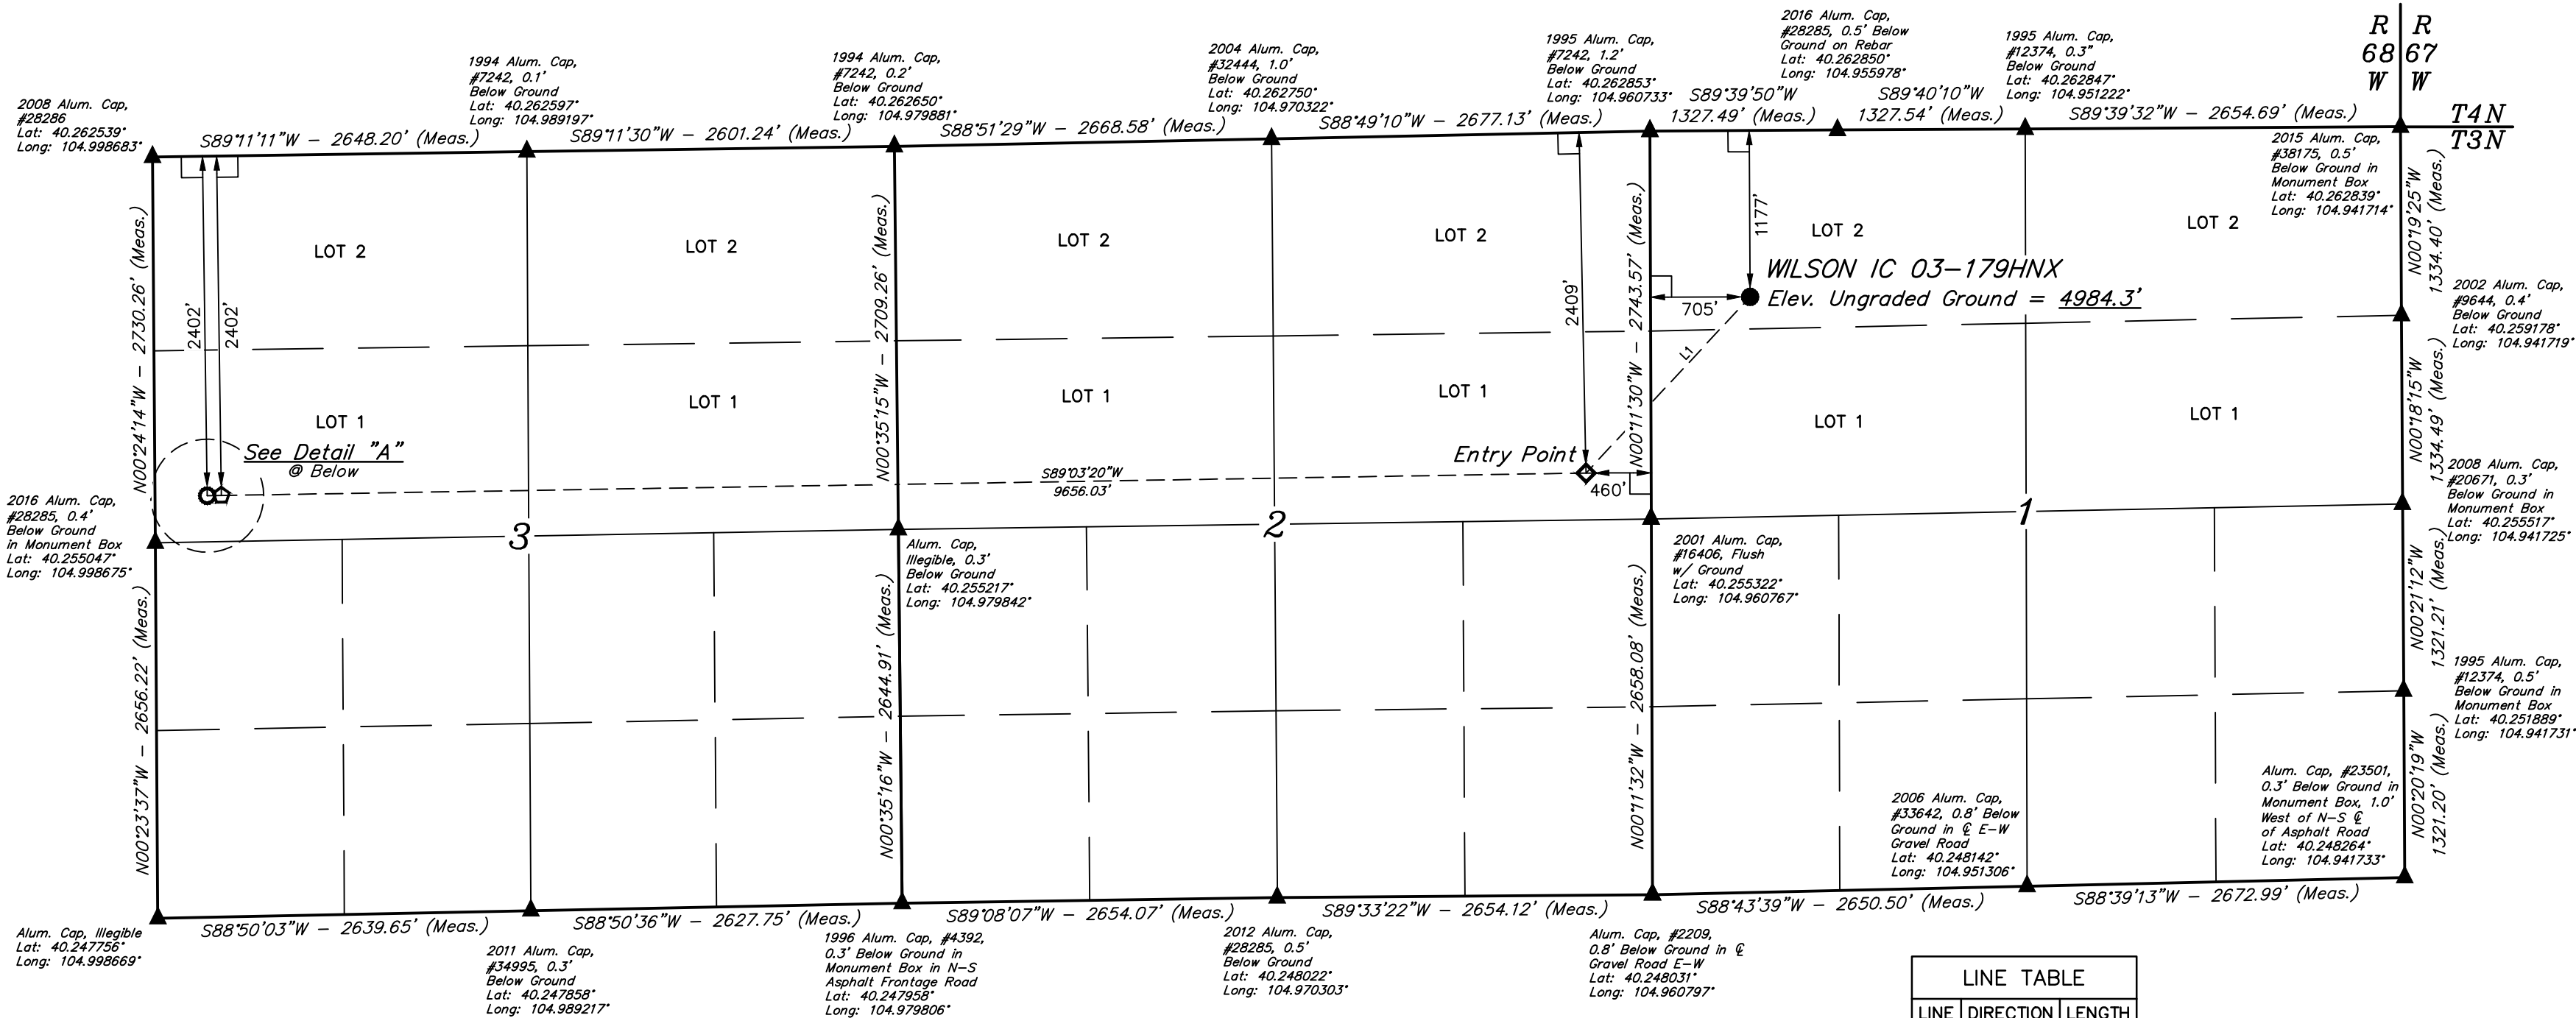 R R
68 67
W W
T4N
T3N
2008 Alum. Cap,
#28286
Lat: 40.262539°
Long: 104.998683°
1994 Alum. Cap,
#7242, 0.1'
Below Ground
Lat: 40.262597°
Long: 104.989197°
1994 Alum. Cap,
#7242, 0.2'
Below Ground
Lat: 40.262650°
Long: 104.979881°
2004 Alum. Cap,
#32444, 1.0'
Below Ground
Lat: 40.262750°
Long: 104.970322°
1995 Alum. Cap,
#7242, 1.2'
Below Ground
Lat: 40.262853°
Long: 104.960733°
2016 Alum. Cap,
#28285, 0.5' Below
Ground on Rebar
Lat: 40.262850°
Long: 104.955978°
1995 Alum. Cap,
#12374, 0.3"
Below Ground
Lat: 40.262847°
Long: 104.951222°
S89°11'11"W - 2648.20' (Meas.)
S89°11'30"W - 2601.24' (Meas.)
S88°51'29"W - 2668.58' (Meas.)
S88°49'10"W - 2677.13' (Meas.)
S89°39'50"W
1327.49' (Meas.)
S89°40'10"W
1327.54' (Meas.)
S89°39'32"W - 2654.69' (Meas.)
2015 Alum. Cap,
#38175, 0.5'
Below Ground in
Monument Box
Lat: 40.262839°
Long: 104.941714°
N00°24'14"W - 2730.26' (Meas.)
2402'
2402'
LOT 2
LOT 2
N00°35'15"W - 2709.26' (Meas.)
LOT 2
LOT 2
2409'
N00°11'30"W - 2743.57' (Meas.)
1177'
705'
LOT 2
LOT 2
WILSON IC 03-179HNX
Elev. Ungraded Ground = 4984.3'
L1
N00°19'25"W
1334.40' (Meas.)
2002 Alum. Cap,
#9644, 0.4'
Below Ground
Lat: 40.259178°
Long: 104.941719°
N00°18'15"W
1334.49' (Meas.)
LOT 1
LOT 1
LOT 1
LOT 1
LOT 1
LOT 1
See Detail "A"
@ Below
S89°03'20"W
9656.03'
Entry Point
460'
2008 Alum. Cap,
#20671, 0.3'
Below Ground in
Monument Box
Lat: 40.255517°
Long: 104.941725°
2016 Alum. Cap,
#28285, 0.4'
Below Ground
in Monument Box
Lat: 40.255047°
Long: 104.998675°
3
2
1
Alum. Cap,
Illegible, 0.3'
Below Ground
Lat: 40.255217°
Long: 104.979842°
2001 Alum. Cap,
#16406, Flush
w/ Ground
Lat: 40.255322°
Long: 104.960767°
N00°23'37"W - 2656.22' (Meas.)
N00°35'16"W - 2644.91' (Meas.)
N00°11'32"W - 2658.08' (Meas.)
N00°21'12"W
1321.21' (Meas.)
1995 Alum. Cap,
#12374, 0.5'
Below Ground in
Monument Box
Lat: 40.251889°
Long: 104.941731°
N00°20'19"W
1321.20' (Meas.)
2006 Alum. Cap,
#33642, 0.8' Below
Ground in ℄ E-W
Gravel Road
Lat: 40.248142°
Long: 104.951306°
Alum. Cap, #23501,
0.3' Below Ground in
Monument Box, 1.0'
West of N-S ℄
of Asphalt Road
Lat: 40.248264°
Long: 104.941733°
S88°50'03"W - 2639.65' (Meas.)
S88°50'36"W - 2627.75' (Meas.)
S89°08'07"W - 2654.07' (Meas.)
S89°33'22"W - 2654.12' (Meas.)
S88°43'39"W - 2650.50' (Meas.)
S88°39'13"W - 2672.99' (Meas.)
Alum. Cap, Illegible
Lat: 40.247756°
Long: 104.998669°
2011 Alum. Cap,
#34995, 0.3'
Below Ground
Lat: 40.247858°
Long: 104.989217°
1996 Alum. Cap, #4392,
0.3' Below Ground in
Monument Box in N-S
Asphalt Frontage Road
Lat: 40.247958°
Long: 104.979806°
2012 Alum. Cap,
#28285, 0.5'
Below Ground
Lat: 40.248022°
Long: 104.970303°
Alum. Cap, #2209,
0.8' Below Ground in ℄
Gravel Road E-W
Lat: 40.248031°
Long: 104.960797°
LINE TABLE
LINE DIRECTION LENGTH